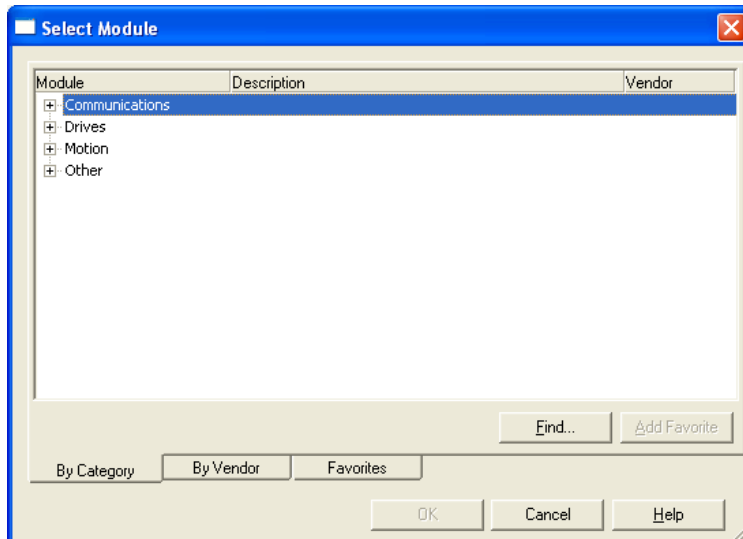 Select Module
Module Description Vendor
Communications
Drives
Motion
Other
Find... Add Favorite
By Category By Vendor Favorites
OK Cancel Help